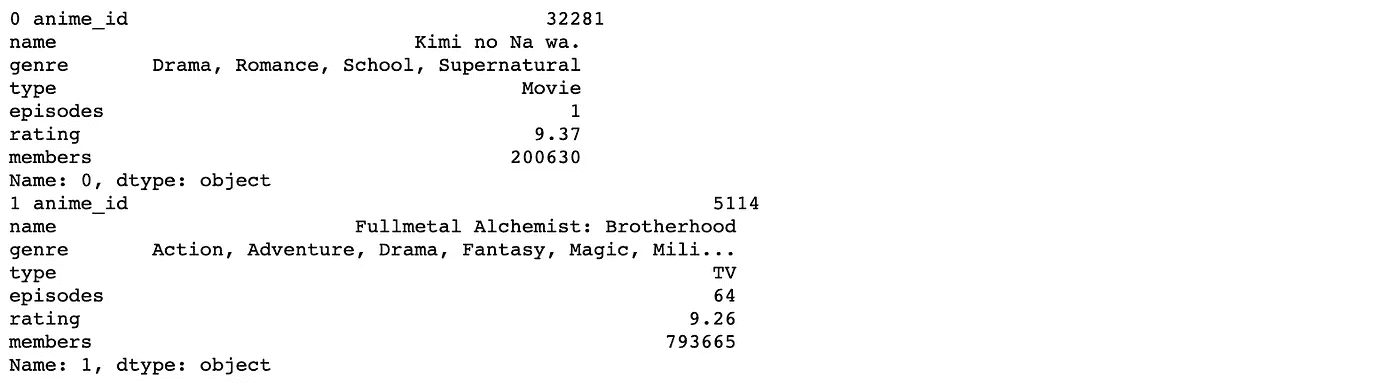 0 anime_id                                   32281
name                              Kimi no Na wa.
genre       Drama, Romance, School, Supernatural
type                                       Movie
episodes                                       1
rating                                      9.37
members                                   200630
Name: 0, dtype: object
1 anime_id                                                 5114
name                         Fullmetal Alchemist: Brotherhood
genre       Action, Adventure, Drama, Fantasy, Magic, Mili...
type                                                       TV
episodes                                                   64
rating                                                   9.26
members                                                793665
Name: 1, dtype: object